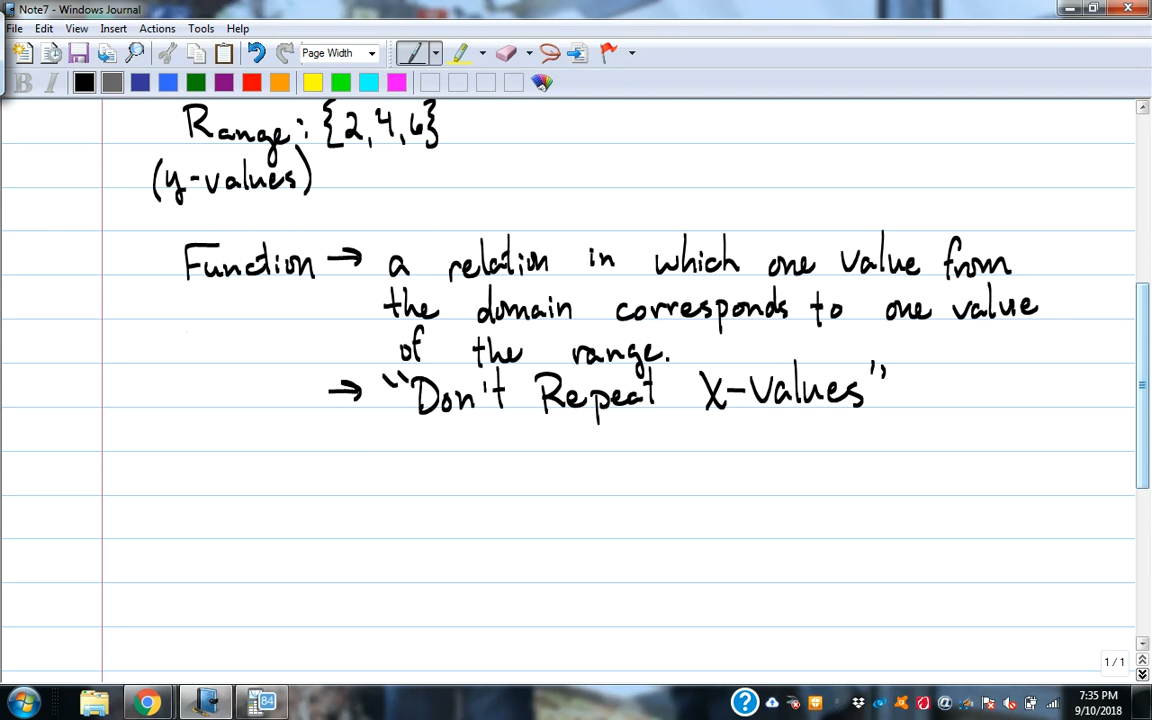 Note7 - Windows Journal
File Edit View Insert Actions Tools Help
Page Width
B I
Range: {2,4,6}
(y-values)
Function → a relation in which one value from
the domain corresponds to one value
of the range.
→ "Don't Repeat X-Values"
1 / 1
84
7:35 PM
9/10/2018